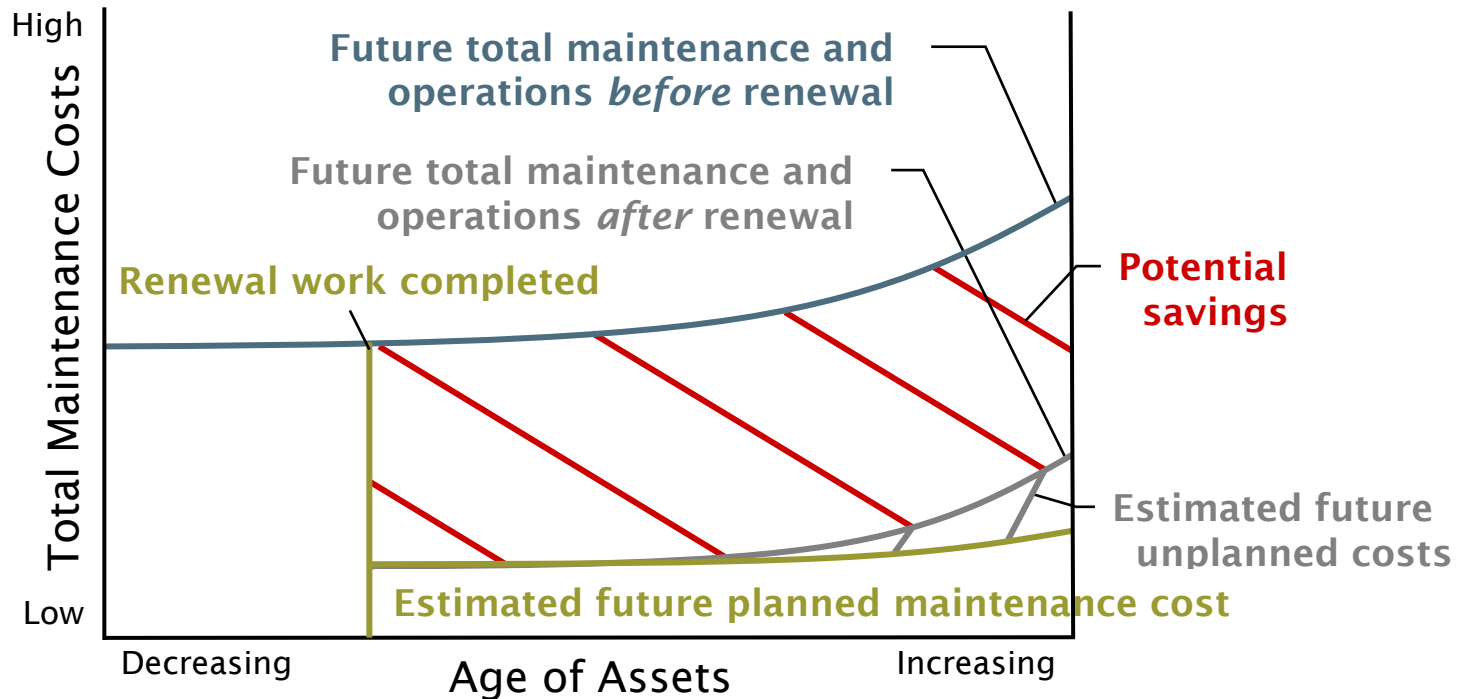 High
Total Maintenance Costs
Low
Future total maintenance and
operations before renewal
Future total maintenance and
operations after renewal
Renewal work completed
Potential
savings
Estimated future
unplanned costs
Estimated future planned maintenance cost
Decreasing
Age of Assets
Increasing